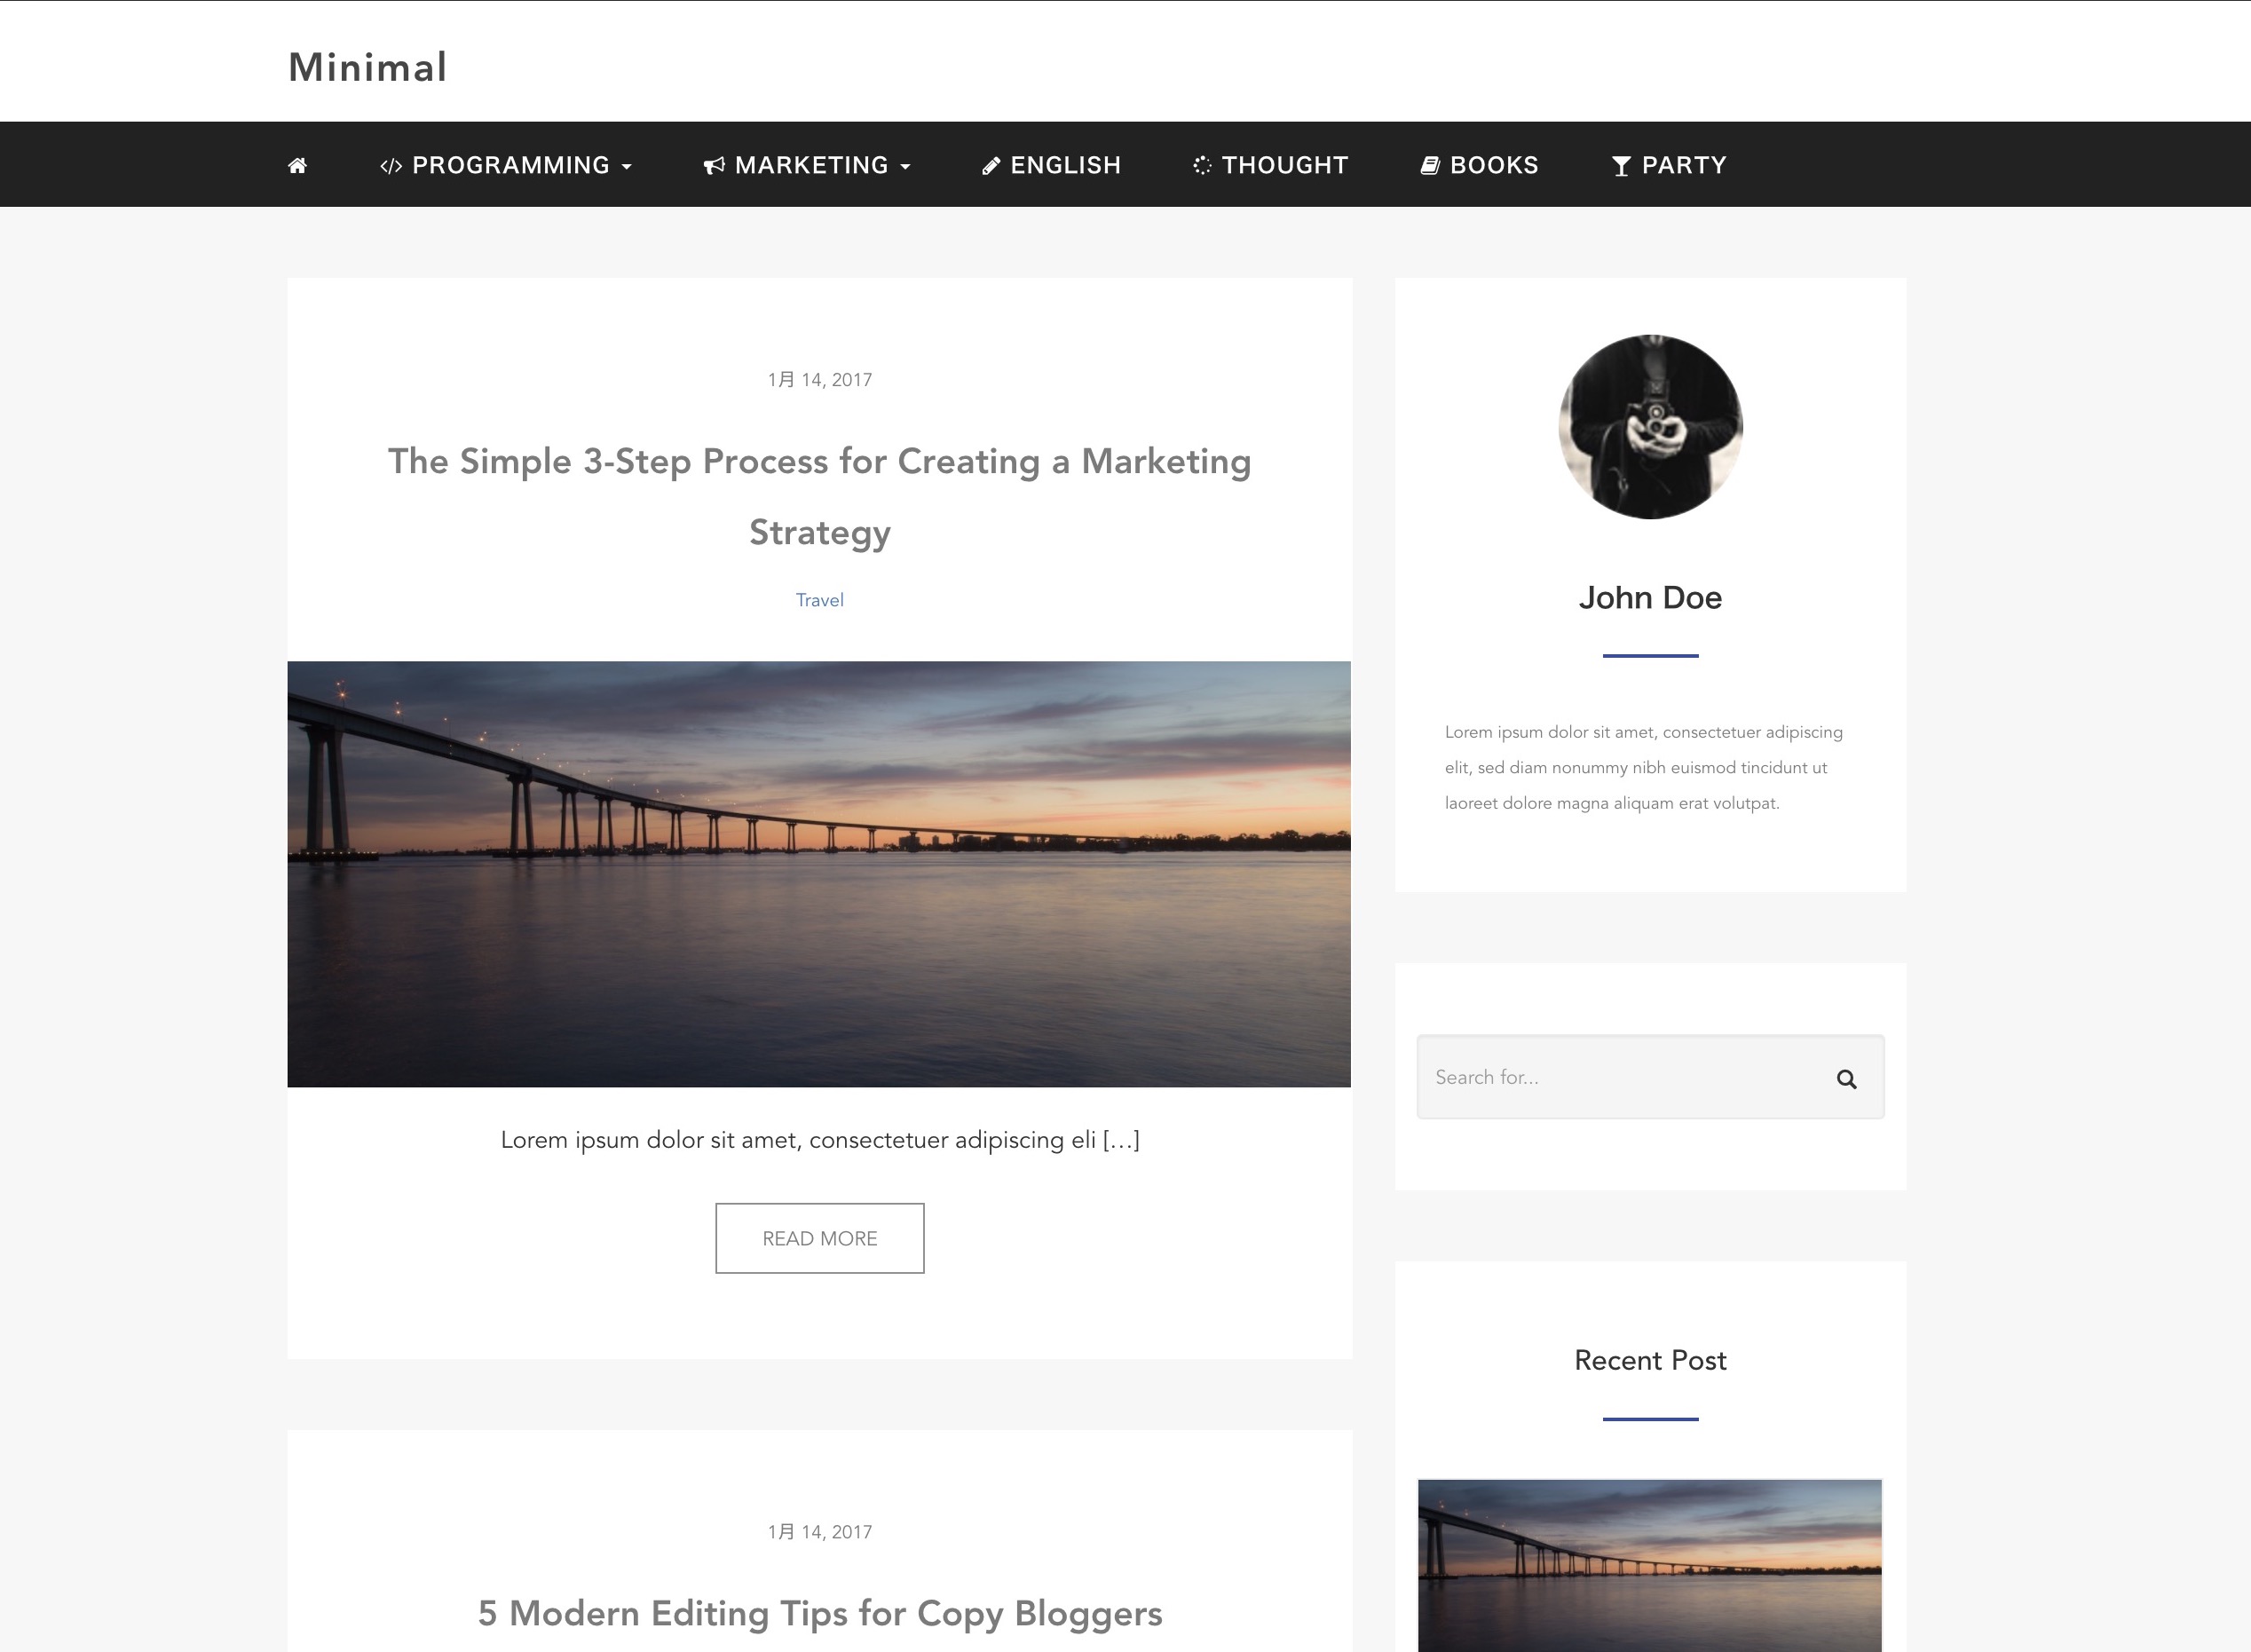 Minimal
PROGRAMMING
MARKETING
ENGLISH
THOUGHT
BOOKS
PARTY
1月 14, 2017
The Simple 3-Step Process for Creating a Marketing
Strategy
Travel
Lorem ipsum dolor sit amet, consectetuer adipiscing eli […]
READ MORE
1月 14, 2017
5 Modern Editing Tips for Copy Bloggers
John Doe
Lorem ipsum dolor sit amet, consectetuer adipiscing
elit, sed diam nonummy nibh euismod tincidunt ut
laoreet dolore magna aliquam erat volutpat.
Search for...
Recent Post